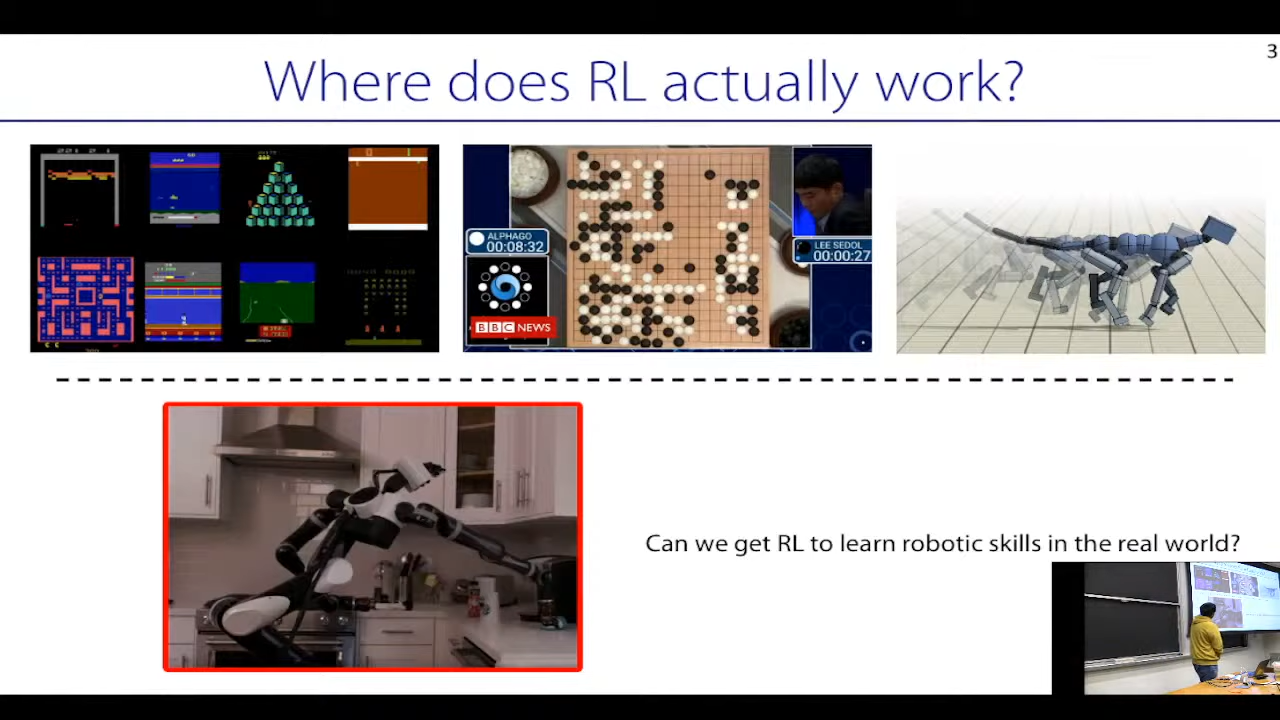 3
Where does RL actually work?
ALPHAGO
00:08:32
LEE SEDOL
00:00:27
BBC NEWS
Can we get RL to learn robotic skills in the real world?